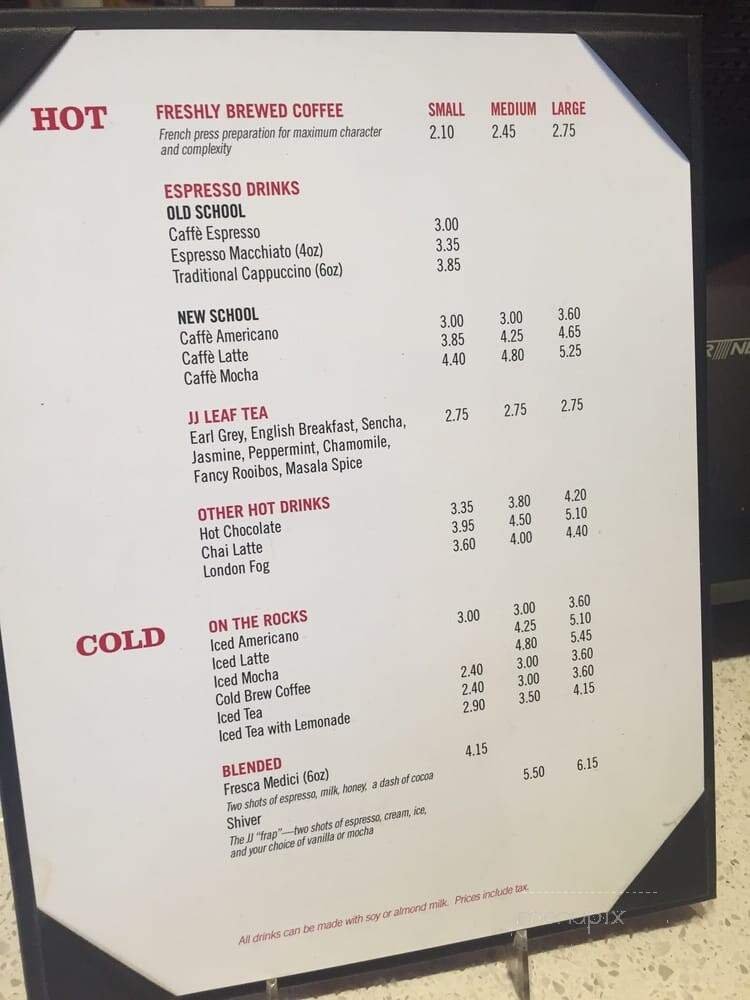 HOT
FRESHLY BREWED COFFEE SMALL MEDIUM LARGE
French press preparation for maximum character 2.10 2.45 2.75
and complexity
ESPRESSO DRINKS
OLD SCHOOL
Caffè Espresso 3.00
Espresso Macchiato (4oz) 3.35
Traditional Cappuccino (6oz) 3.85
NEW SCHOOL
Caffè Americano 3.00 3.00 3.60
Caffè Latte 3.85 4.25 4.65
Caffè Mocha 4.40 4.80 5.25
JJ LEAF TEA
Earl Grey, English Breakfast, Sencha, 2.75 2.75 2.75
Jasmine, Peppermint, Chamomile,
Fancy Rooibos, Masala Spice
OTHER HOT DRINKS
Hot Chocolate 3.35 3.80 4.20
Chai Latte 3.95 4.50 5.10
London Fog 3.60 4.00 4.40
COLD
ON THE ROCKS
Iced Americano 3.00 3.00 3.60
Iced Latte 4.25 5.10
Iced Mocha 4.80 5.45
Cold Brew Coffee 2.40 3.00 3.60
Iced Tea 2.40 3.00 3.60
Iced Tea with Lemonade 2.90 3.50 4.15
BLENDED
Fresca Medici (6oz) 4.15
Two shots of espresso, milk, honey, a dash of cocoa
Shiver 5.50 6.15
The JJ "frap"—two shots of espresso, cream, ice,
and your choice of vanilla or mocha
All drinks can be made with soy or almond milk. Prices include tax.